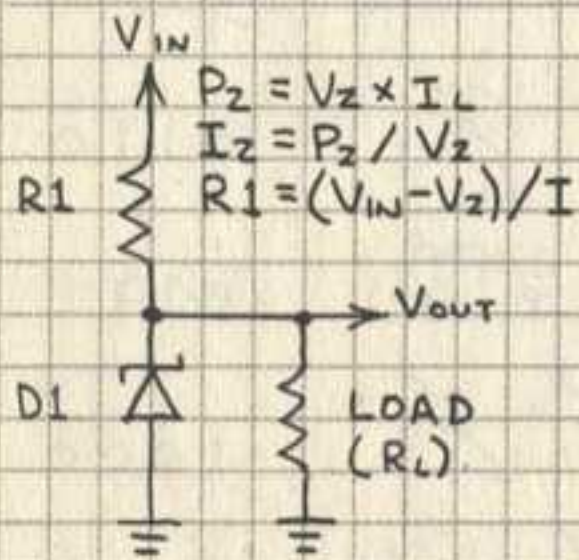 VIN
PZ = VZ x IL
IZ = PZ / VZ
R1 R1 = (VIN-VZ) / I
VOUT
D1 LOAD
(RL)